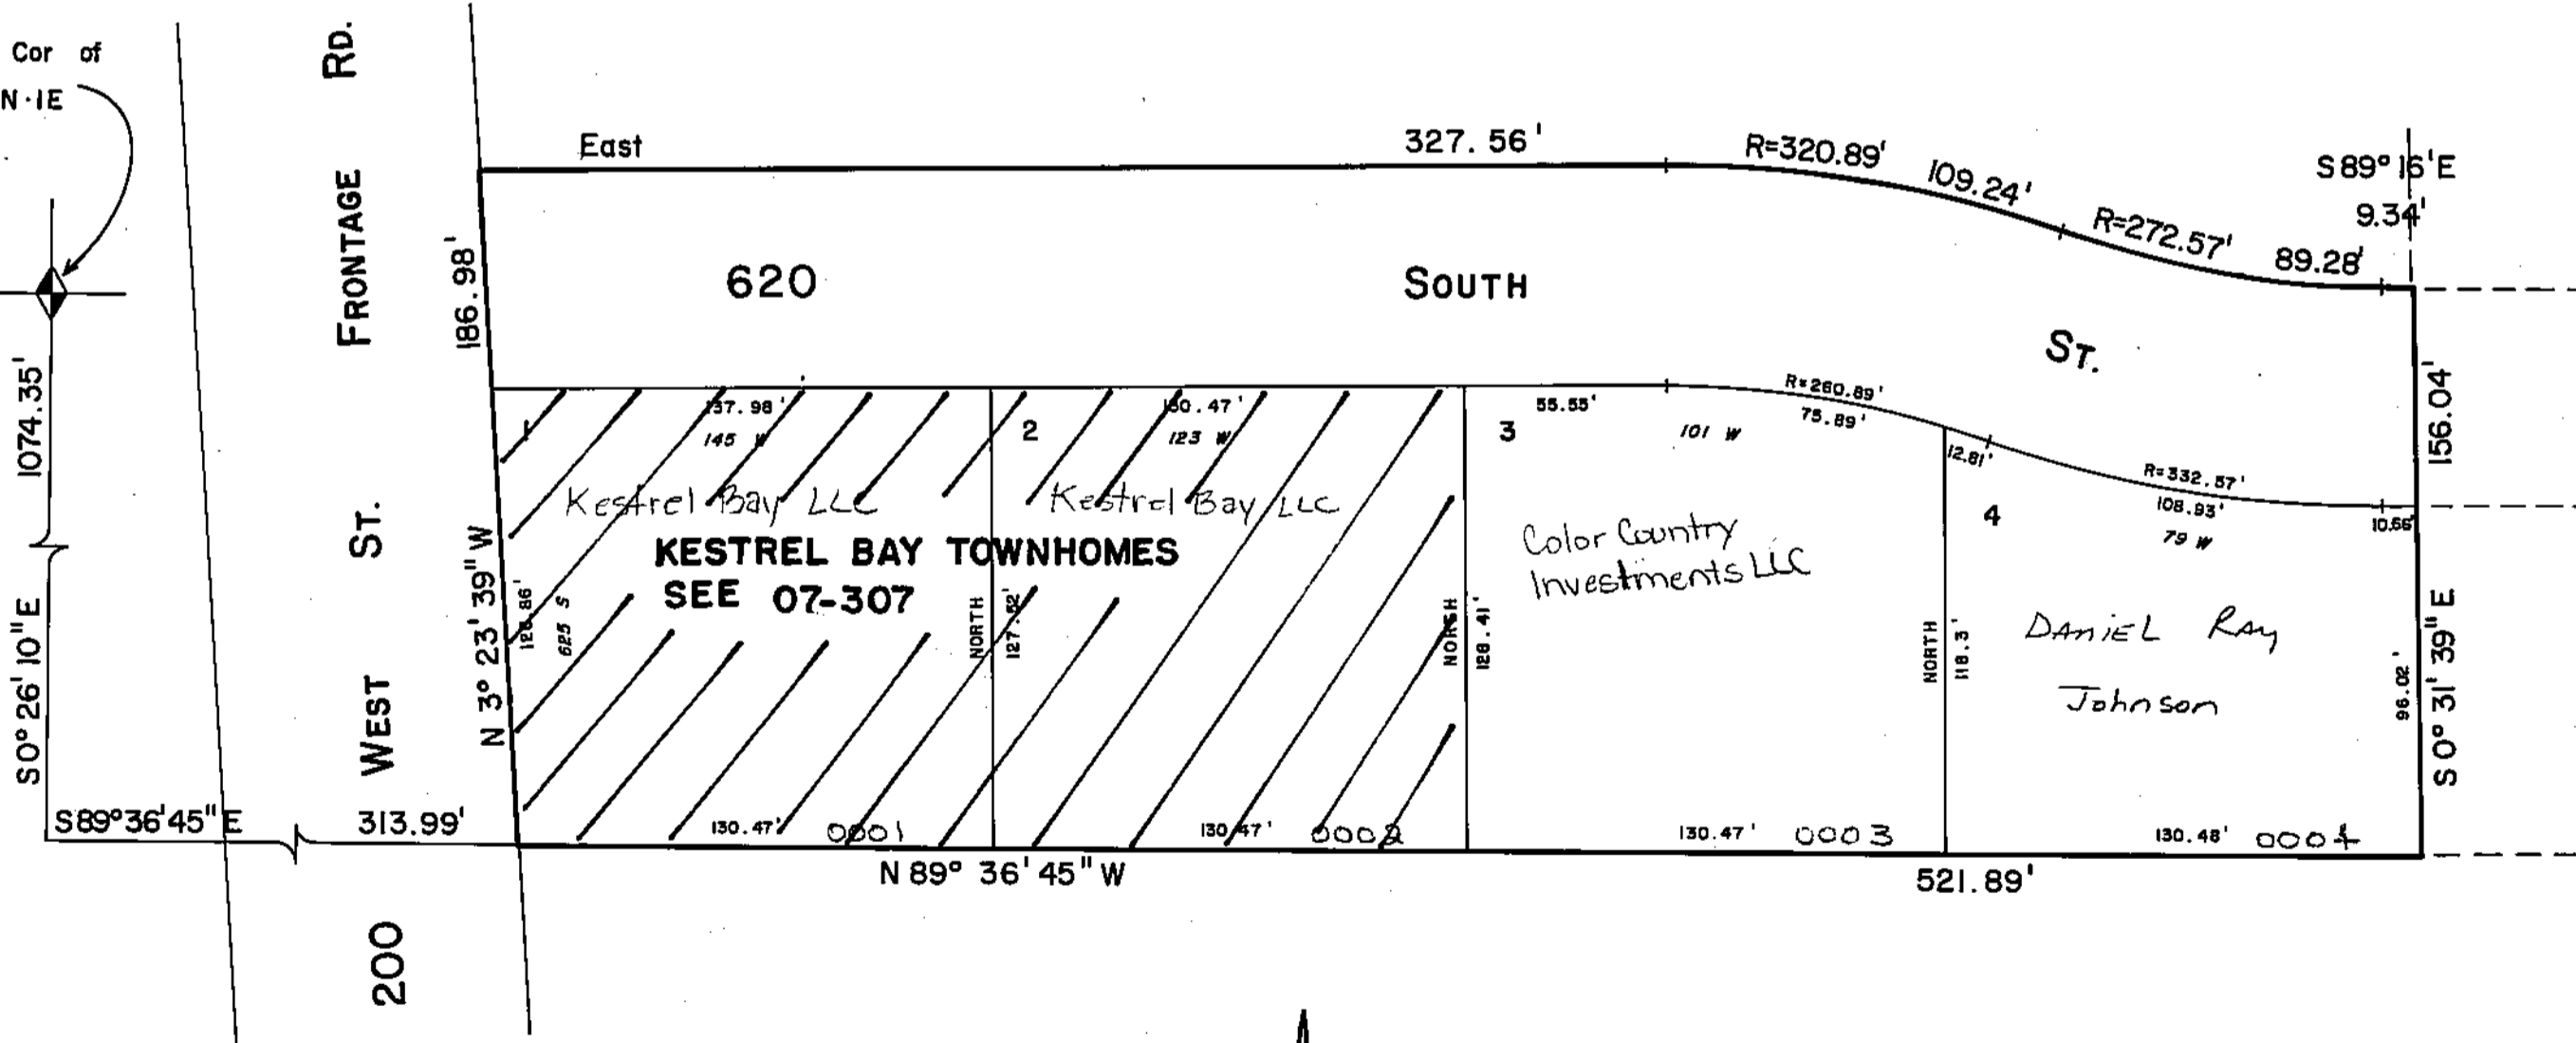 Cor of
N·1E
RD.
FRONTAGE
ST.
WEST
200
East
327.56'
R=320.89'
109.24'
R=272.57'
89.28'
S89°16'E
9.34'
186.98'
620
SOUTH
ST.
1074.35'
S0°26'10"E
S89°36'45"E
313.99'
N 3°23'39"W
1
137.98'
145 W
2
130.47'
123 W
3
55.55'
101 W
R=260.89'
75.89'
12.81'
R=332.57'
108.93'
10.56'
4
79 W
156.04'
Kestrel Bay LLC
Kestrel Bay LLC
KESTREL BAY TOWNHOMES
SEE 07-307
Color Country
Investments LLC
DANIEL RAY
Johnson
625 S
NORTH
127.52'
NORTH
128.41'
NORTH
118.3'
96.02'
S0°31'39"E
130.47'
0001
130.47'
0002
130.47'
0003
130.48'
0004
N 89°36'45"W
521.89'